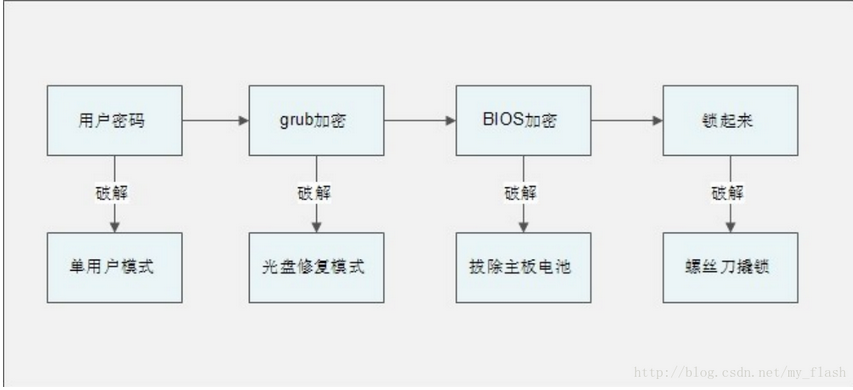 用户密码
grub加密
BIOS加密
锁起来
破解
破解
破解
破解
单用户模式
光盘修复模式
拔除主板电池
螺丝刀撬锁
http://blog.csdn.net/my_flash